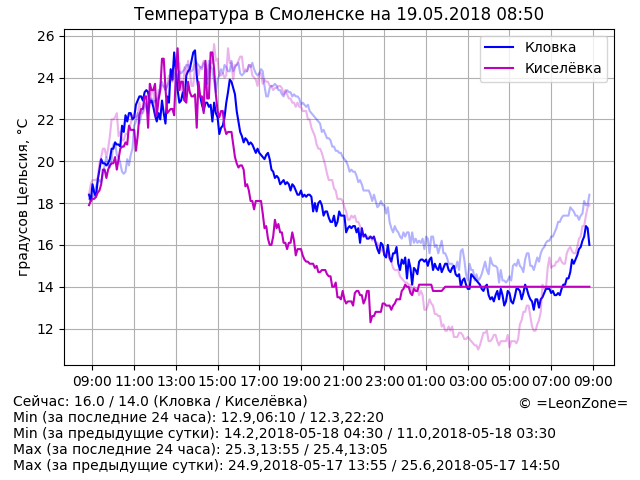 Температура в Смоленске на 19.05.2018 08:50
26
24
22
20
18
16
14
12
градусов Цельсия, °C
Кловка
Киселёвка
09:00 11:00 13:00 15:00 17:00 19:00 21:00 23:00 01:00 03:00 05:00 07:00 09:00
Сейчас: 16.0 / 14.0 (Кловка / Киселёвка)
© =LeonZone=
Min (за последние 24 часа): 12.9,06:10 / 12.3,22:20
Min (за предыдущие сутки): 14.2,2018-05-18 04:30 / 11.0,2018-05-18 03:30
Max (за последние 24 часа): 25.3,13:55 / 25.4,13:05
Max (за предыдущие сутки): 24.9,2018-05-17 13:55 / 25.6,2018-05-17 14:50